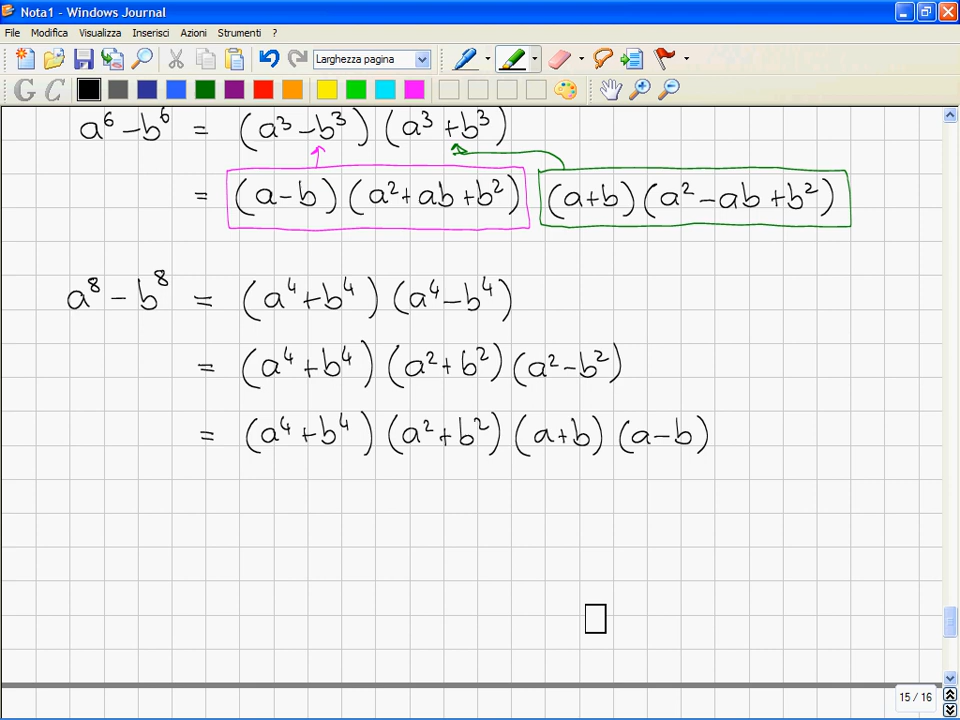 Nota1 - Windows Journal
File Modifica Visualizza Inserisci Azioni Strumenti ?
Larghezza pagina
a⁶ - b⁶ = (a³ - b³) (a³ + b³)
= (a - b) (a² + ab + b²) (a + b) (a² - ab + b²)
a⁸ - b⁸ = (a⁴ + b⁴) (a⁴ - b⁴)
= (a⁴ + b⁴) (a² + b²) (a² - b²)
= (a⁴ + b⁴) (a² + b²) (a + b) (a - b)
15 / 16